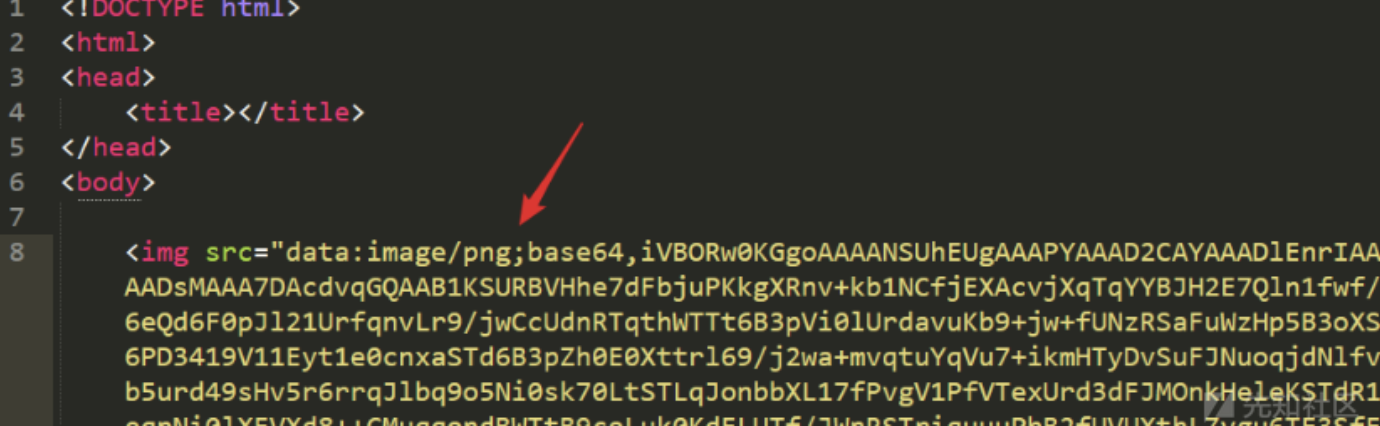 1 <!DOCTYPE html>
2 <html>
3 <head>
4 <title></title>
5 </head>
6 <body>
7
8 <img src="data:image/png;base64,iVBORw0KGgoAAAANSUhEUgAAAPYAAAD2CAYAAADlEnrIAA
AADsMAAA7DAcdvqGQAAB1KSURBVHhe7dFbjuPKkgXRnv+kb1NCfjEXAcvjXqTqYYBJH2E7Qln1fwf/
6eQd6F0pJl21UrfqnvLr9/jwCcUdnRTqthWTTt6B3pVi0lUrdavuKb9+jw+fUNzRSaFuWzHp5B3oXS
6PD3419V11Eyt1e0cnxaSTd6B3pZh0E0Xttrl69/j2wa+mvqtuYqVu7+ikmHTyDvSuFJNuoqjdNlfv
b5urd49sHv5r6rrqJlbq9o5Ni0sk70LtSTLqJonbbXL17fPvgV1PfVTexUrd3dFJMOnkHeleKSTdR1
先知社区